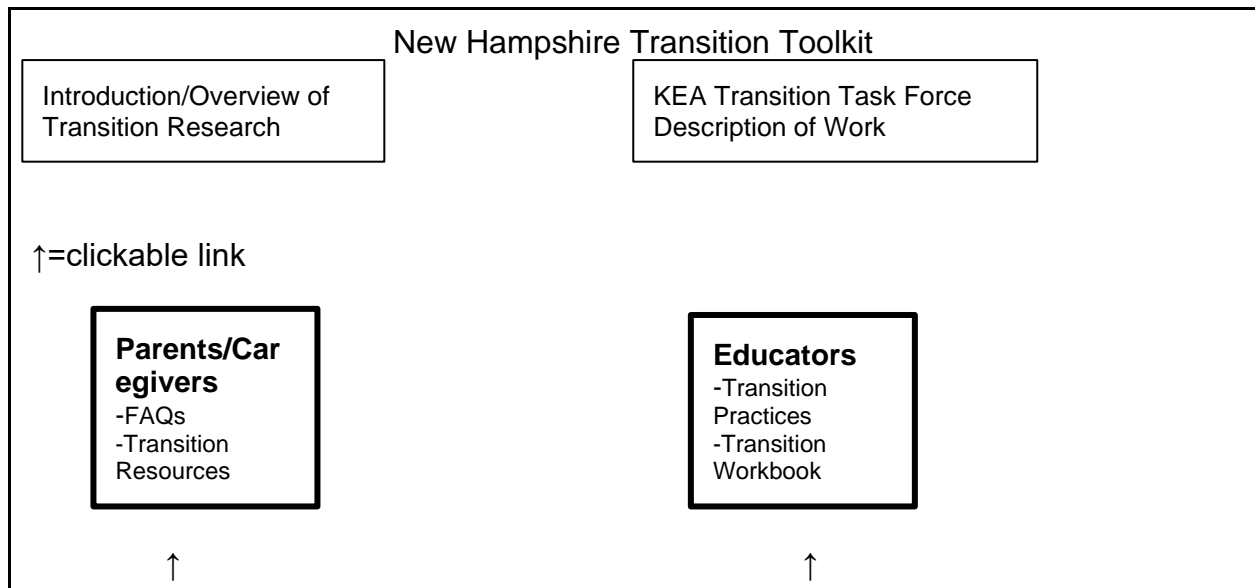 New Hampshire Transition Toolkit
Introduction/Overview of
Transition Research
KEA Transition Task Force
Description of Work
↑=clickable link
Parents/Car
egivers
-FAQs
-Transition
Resources
Educators
-Transition
Practices
-Transition
Workbook
↑
↑